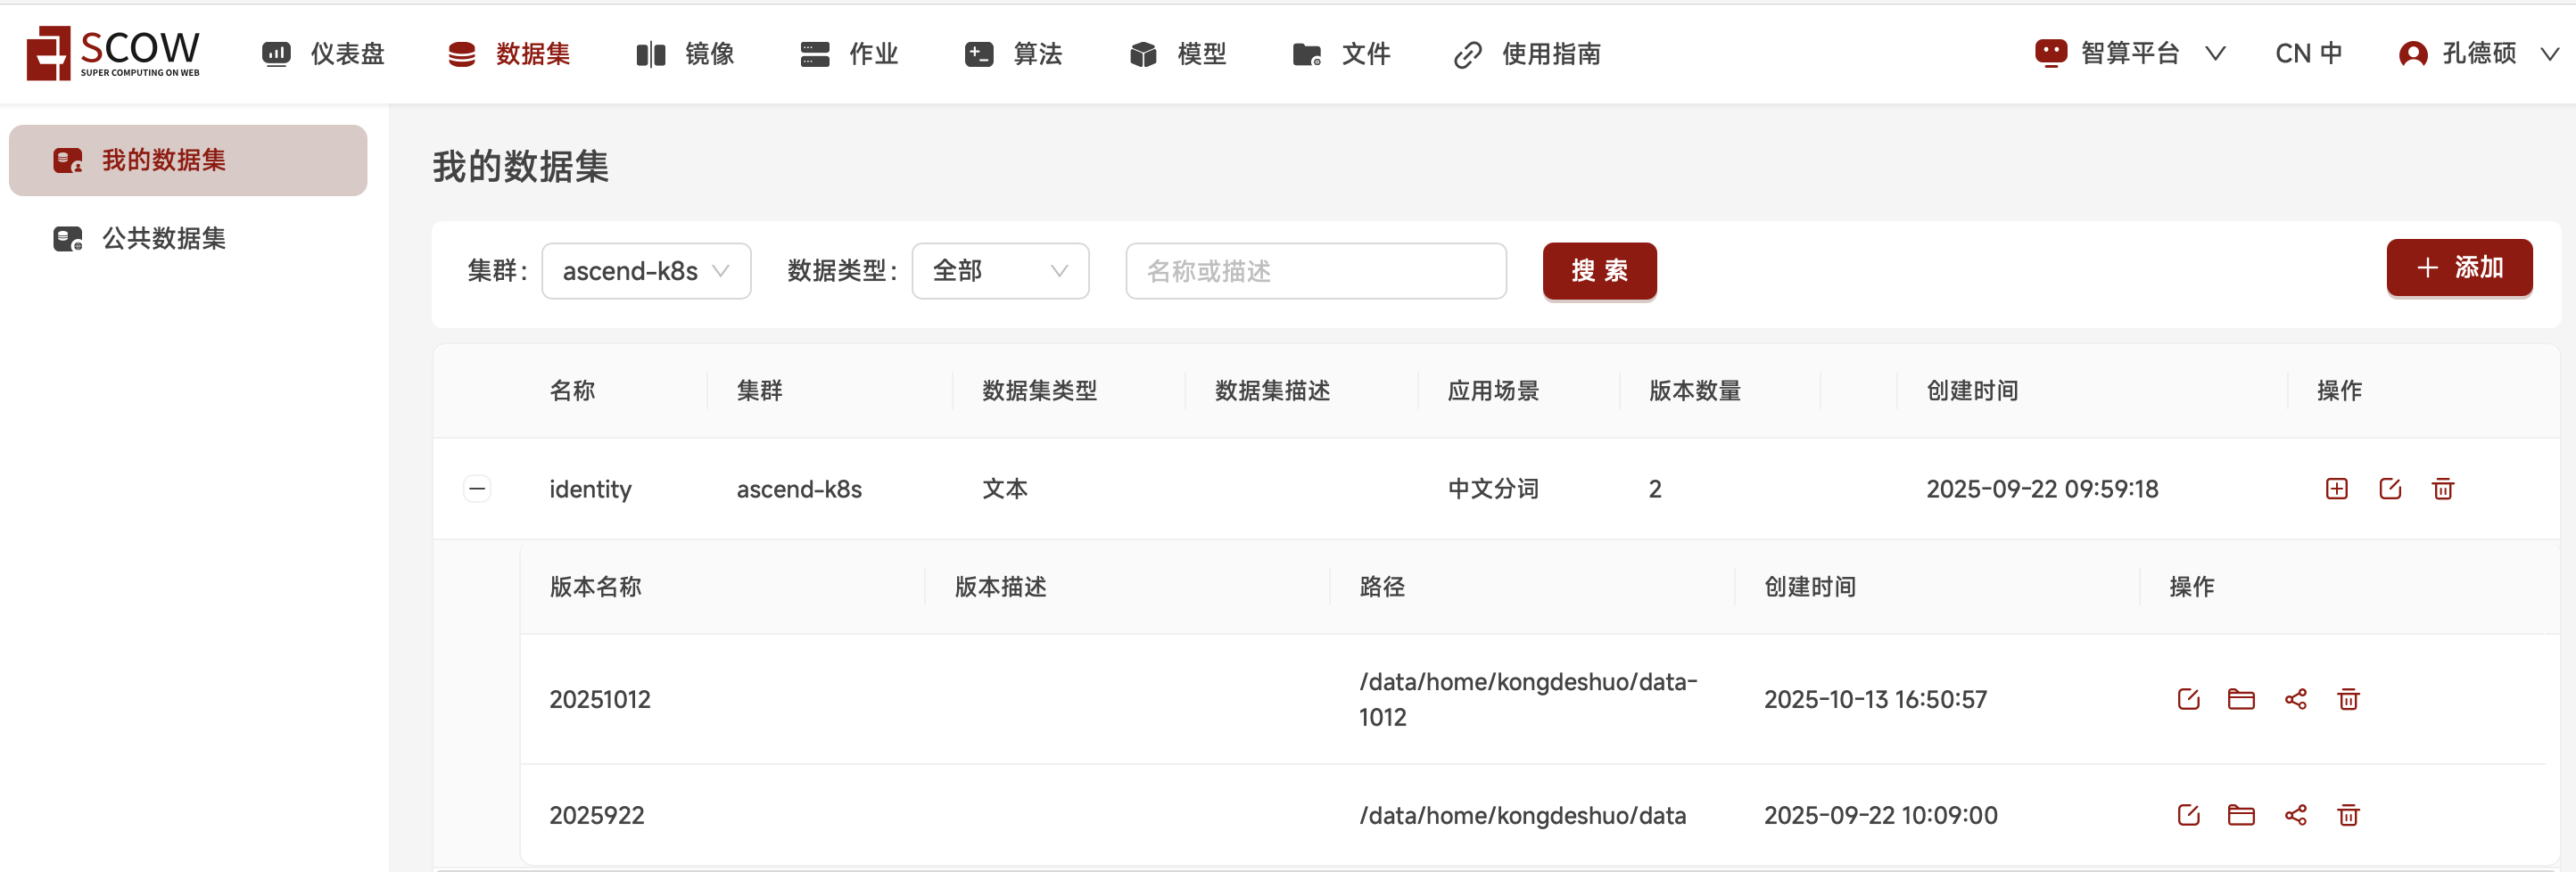 SCOW
SUPER COMPUTING ON WEB
仪表盘 数据集 镜像 作业 算法 模型 文件 使用指南 智算平台 CN 中 孔德硕
我的数据集
公共数据集
我的数据集
集群： ascend-k8s 数据类型： 全部 名称或描述 搜 索 添加
名称 集群 数据集类型 数据集描述 应用场景 版本数量 创建时间 操作
identity ascend-k8s 文本 中文分词 2 2025-09-22 09:59:18
版本名称 版本描述 路径 创建时间 操作
20251012 /data/home/kongdeshuo/data-
1012 2025-10-13 16:50:57
2025922 /data/home/kongdeshuo/data 2025-09-22 10:09:00